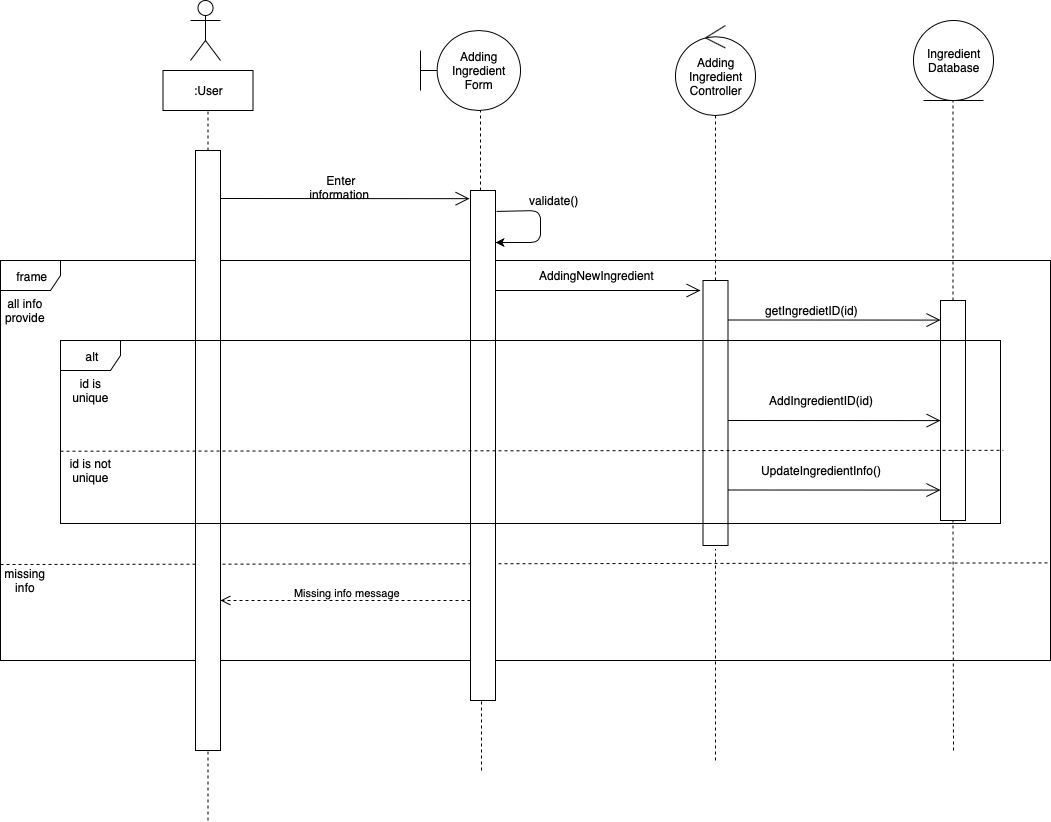 :User
Adding
Ingredient
Form
Adding
Ingredient
Controller
Ingredient
Database
Enter
information
validate()
frame
all info
provide
AddingNewIngredient
getIngredietID(id)
alt
id is
unique
AddIngredientID(id)
id is not
unique
UpdateIngredientInfo()
missing
info
Missing info message